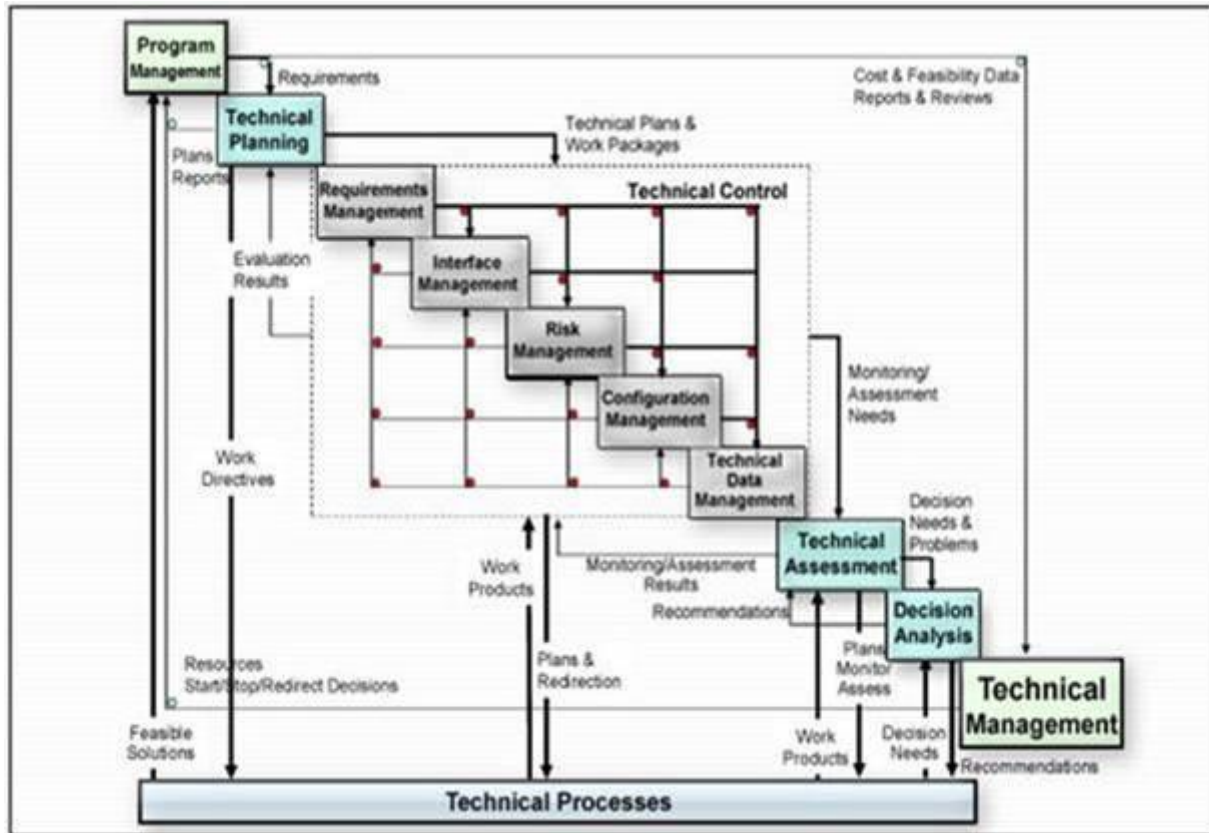 Program
Management
Requirements
Cost & Feasibility Data
Reports & Reviews
Technical
Planning
Technical Plans &
Work Packages
Plans
Reports
Requirements
Management
Technical Control
Evaluation
Results
Interface
Management
Risk
Management
Monitoring/
Assessment
Needs
Configuration
Management
Work
Directives
Technical
Data
Management
Decision
Needs &
Problems
Technical
Assessment
Work
Products
Monitoring/Assessment
Results
Recommendations
Decision
Analysis
Plans
Monitor
Assess
Resources
Start/Stop/Redirect Decisions
Plans &
Redirection
Technical
Management
Feasible
Solutions
Work
Products
Decision
Needs
Recommendations
Technical Processes